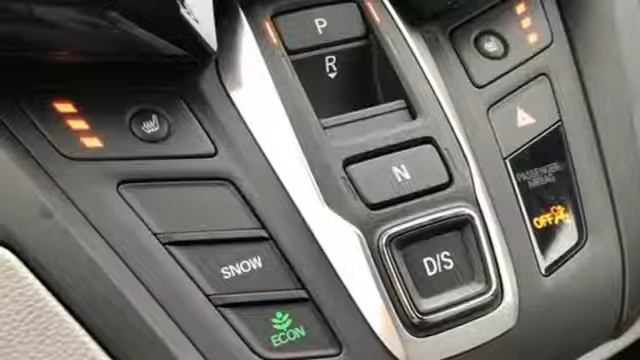 P
R
N
D/S
SNOW
ECON
PASSENGER
AIRBAG
OFF